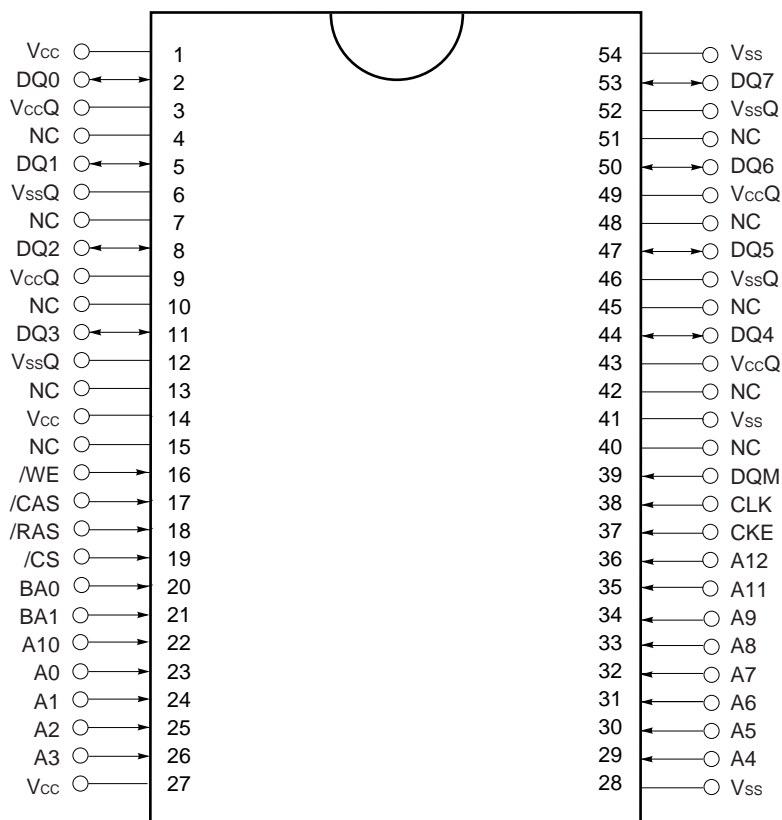 Vcc 1 54 Vss
DQ0 2 53 DQ7
VccQ 3 52 VssQ
NC 4 51 NC
DQ1 5 50 DQ6
VssQ 6 49 VccQ
NC 7 48 NC
DQ2 8 47 DQ5
VccQ 9 46 VssQ
NC 10 45 NC
DQ3 11 44 DQ4
VssQ 12 43 VccQ
NC 13 42 NC
Vcc 14 41 Vss
NC 15 40 NC
/WE 16 39 DQM
/CAS 17 38 CLK
/RAS 18 37 CKE
/CS 19 36 A12
BA0 20 35 A11
BA1 21 34 A9
A10 22 33 A8
A0 23 32 A7
A1 24 31 A6
A2 25 30 A5
A3 26 29 A4
Vcc 27 28 Vss